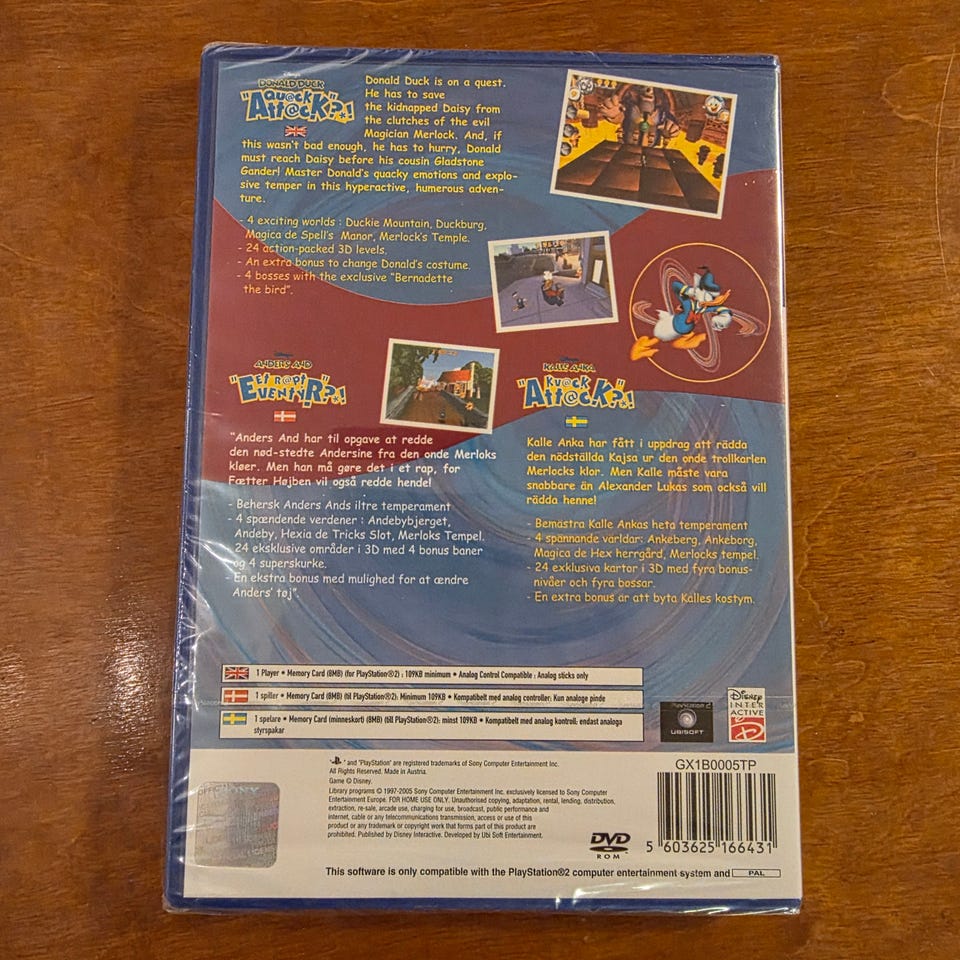 Disney's
DONALD DUCK
"Qu@ck
Att@ck"?*!
Donald Duck is on a quest.
He has to save
the kidnapped Daisy from
the clutches of the evil
Magician Merlock. And, if
this wasn't bad enough, he has to hurry, Donald
must reach Daisy before his cousin Gladstone
Gander! Master Donald's quacky emotions and explo-
sive temper in this hyperactive, humorous adven-
ture.
- 4 exciting worlds : Duckie Mountain, Duckburg,
Magica de Spell's Manor, Merlock's Temple.
- 24 action-packed 3D levels.
- An extra bonus to change Donald's costume.
- 4 bosses with the exclusive "Bernadette
the bird".
Disney's
ANDERS AND
"Et r@pt
EVENTYR"?*!
"Anders And har til opgave at redde
den nød-stedte Andersine fra den onde Merloks
kløer. Men han må gøre det i et rap, for
Fætter Højben vil også redde hende!
- Behersk Anders Ands iltre temperament
- 4 spændende verdener : Andebybjerget,
Andeby, Hexia de Tricks Slot, Merloks Tempel.
24 eksklusive områder i 3D med 4 bonus baner
og 4 superskurke.
- En ekstra bonus med mulighed for at ændre
Anders' tøj".
Disney's
KALLE ANKA
"Kv@ck
Att@ck"?*!
Kalle Anka har fått i uppdrag att rädda
den nödställda Kajsa ur den onde trollkarlen
Merlocks klor. Men Kalle måste vara
snabbare än Alexander Lukas som också vill
rädda henne!
- Bemästra Kalle Ankas heta temperament
- 4 spännande världar: Ankeberg, Ankeborg,
Magica de Hex herrgård, Merlocks tempel.
- 24 exklusiva kartor i 3D med fyra bonus-
nivåer och fyra bossar.
- En extra bonus är att byta Kalles kostym.
1 Player • Memory Card (8MB) (for PlayStation®2) : 109KB minimum • Analog Control Compatible : Analog sticks only
1 spiller • Memory Card (8MB) (til PlayStation®2): Minimum 109KB • Kompatibelt med analog controller: Kun analoge pinde
1 spelare • Memory Card (minneskort) (8MB) (till PlayStation®2): minst 109KB • Kompatibelt med analog kontroll: endast analoga
styrspakar
PlayStation 2
UBISOFT
Disney
INTER
ACTIVE
D
" " and "PlayStation" are registered trademarks of Sony Computer Entertainment Inc.
All Rights Reserved. Made in Austria.
Game © Disney.
Library programs © 1997-2005 Sony Computer Entertainment Inc. exclusively licensed to Sony Computer
Entertainment Europe. FOR HOME USE ONLY. Unauthorised copying, adaptation, rental, lending, distribution,
extraction, re-sale, arcade use, charging for use, broadcast, public performance and
internet, cable or any telecommunications transmission, access or use of this
product or any trademark or copyright work that forms part of this product are
prohibited. Published by Disney Interactive. Developed by Ubi Soft Entertainment.
SONY
GX1B0005TP
DVD
ROM
5 603625 166431
This software is only compatible with the PlayStation®2 computer entertainment system and PAL